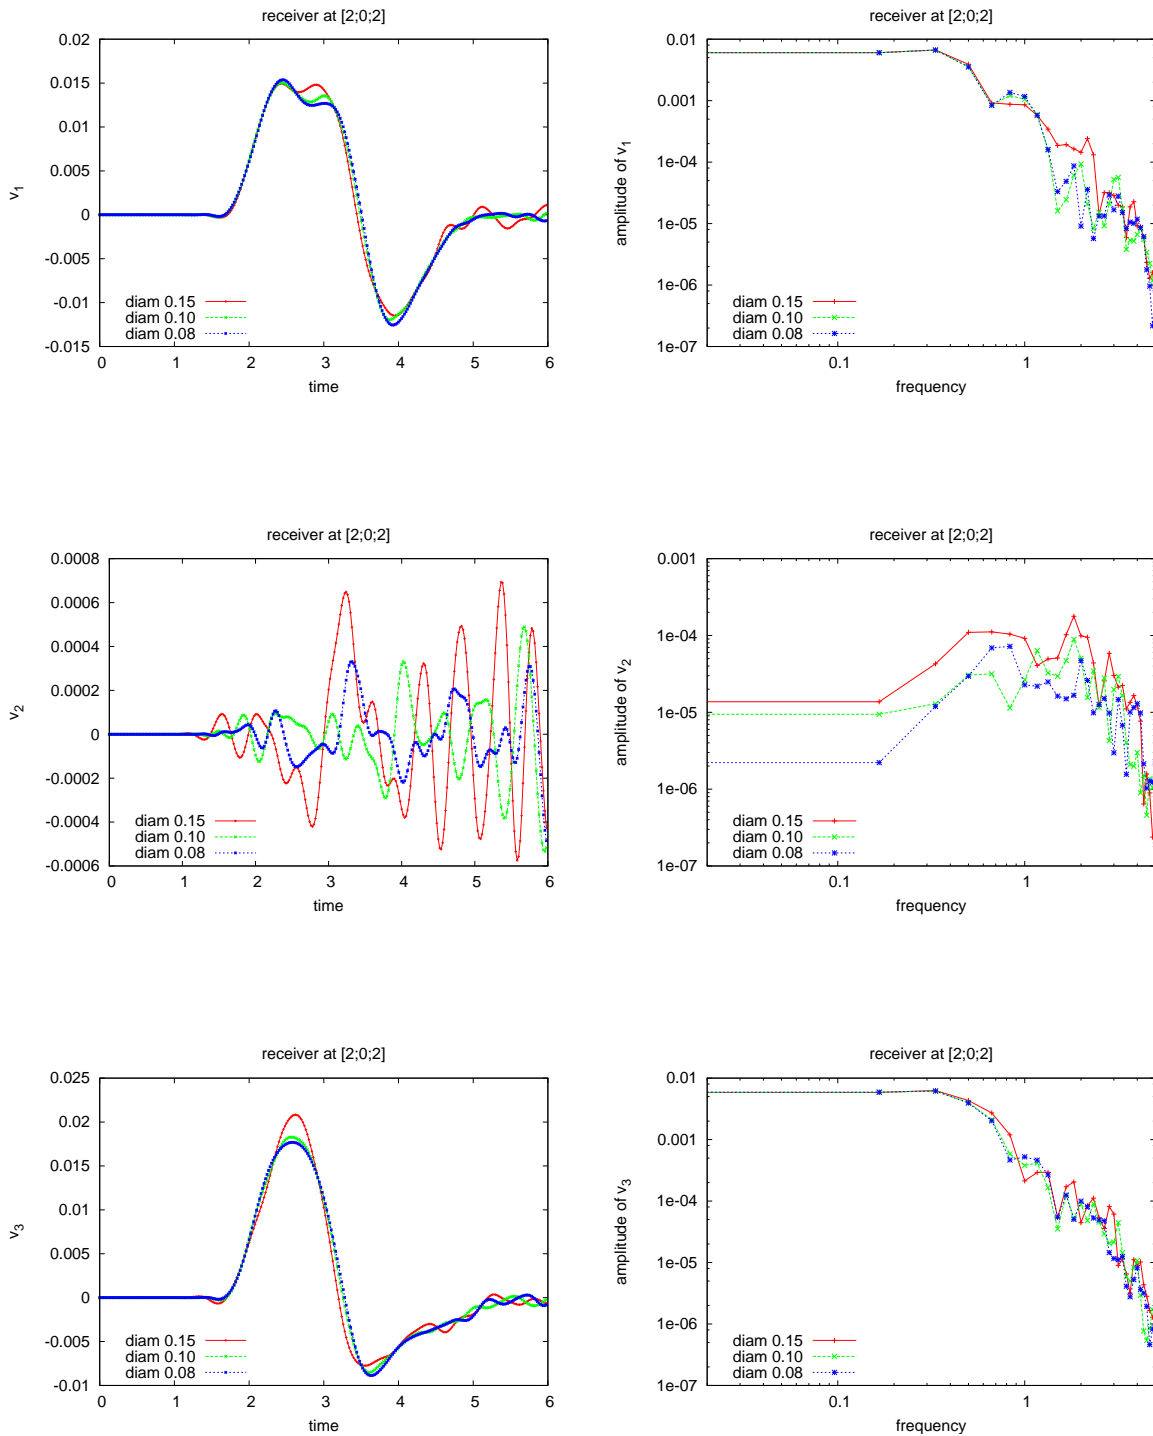 receiver at [2;0;2]
0.02
0.015
0.01
0.005
0
-0.005
-0.01
-0.015
v1
diam 0.15
diam 0.10
diam 0.08
0 1 2 3 4 5 6
time
receiver at [2;0;2]
0.01
0.001
1e-04
1e-05
1e-06
1e-07
amplitude of v1
diam 0.15
diam 0.10
diam 0.08
0.1 1
frequency
receiver at [2;0;2]
0.0008
0.0006
0.0004
0.0002
0
-0.0002
-0.0004
-0.0006
v2
diam 0.15
diam 0.10
diam 0.08
0 1 2 3 4 5 6
time
receiver at [2;0;2]
0.001
1e-04
1e-05
1e-06
1e-07
amplitude of v2
diam 0.15
diam 0.10
diam 0.08
0.1 1
frequency
receiver at [2;0;2]
0.025
0.02
0.015
0.01
0.005
0
-0.005
-0.01
v3
diam 0.15
diam 0.10
diam 0.08
0 1 2 3 4 5 6
time
receiver at [2;0;2]
0.01
0.001
1e-04
1e-05
1e-06
1e-07
amplitude of v3
diam 0.15
diam 0.10
diam 0.08
0.1 1
frequency